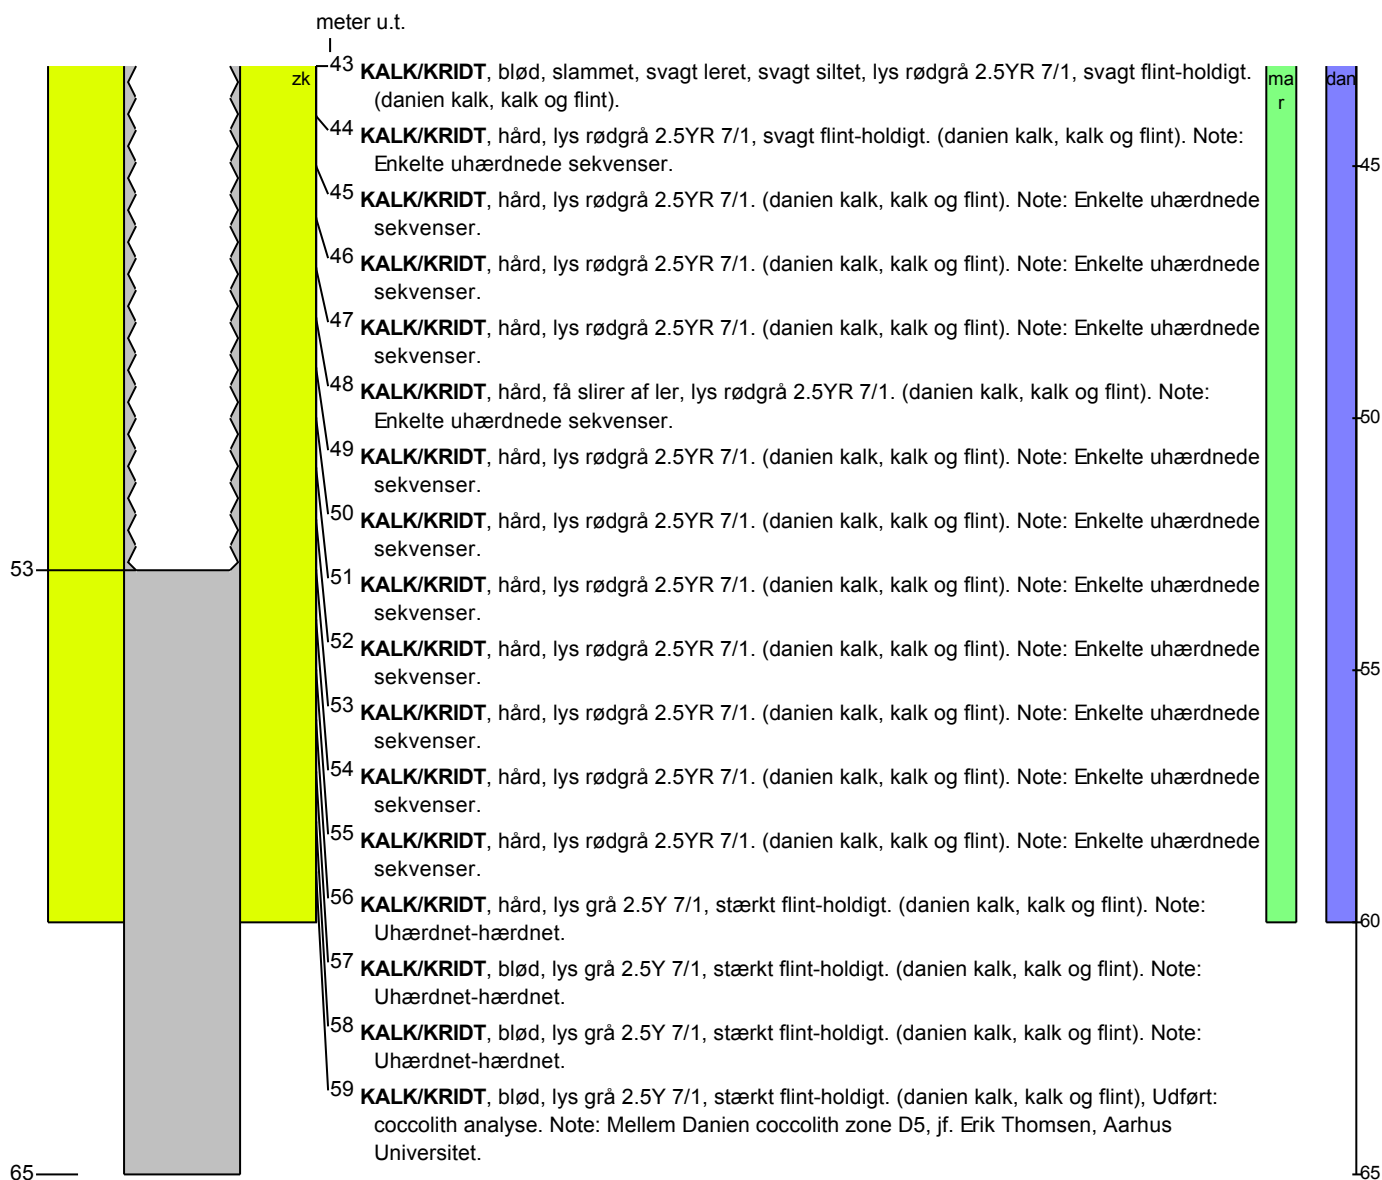 meter u.t.
zk
43 KALK/KRIDT, blød, slammet, svagt leret, svagt siltet, lys rødgrå 2.5YR 7/1, svagt flint-holdigt.
(danien kalk, kalk og flint).
44 KALK/KRIDT, hård, lys rødgrå 2.5YR 7/1, svagt flint-holdigt. (danien kalk, kalk og flint). Note:
Enkelte uhærdnede sekvenser.
45 KALK/KRIDT, hård, lys rødgrå 2.5YR 7/1. (danien kalk, kalk og flint). Note: Enkelte uhærdnede
sekvenser.
46 KALK/KRIDT, hård, lys rødgrå 2.5YR 7/1. (danien kalk, kalk og flint). Note: Enkelte uhærdnede
sekvenser.
47 KALK/KRIDT, hård, lys rødgrå 2.5YR 7/1. (danien kalk, kalk og flint). Note: Enkelte uhærdnede
sekvenser.
48 KALK/KRIDT, hård, få slirer af ler, lys rødgrå 2.5YR 7/1. (danien kalk, kalk og flint). Note:
Enkelte uhærdnede sekvenser.
49 KALK/KRIDT, hård, lys rødgrå 2.5YR 7/1. (danien kalk, kalk og flint). Note: Enkelte uhærdnede
sekvenser.
50 KALK/KRIDT, hård, lys rødgrå 2.5YR 7/1. (danien kalk, kalk og flint). Note: Enkelte uhærdnede
sekvenser.
51 KALK/KRIDT, hård, lys rødgrå 2.5YR 7/1. (danien kalk, kalk og flint). Note: Enkelte uhærdnede
sekvenser.
52 KALK/KRIDT, hård, lys rødgrå 2.5YR 7/1. (danien kalk, kalk og flint). Note: Enkelte uhærdnede
sekvenser.
53 KALK/KRIDT, hård, lys rødgrå 2.5YR 7/1. (danien kalk, kalk og flint). Note: Enkelte uhærdnede
sekvenser.
54 KALK/KRIDT, hård, lys rødgrå 2.5YR 7/1. (danien kalk, kalk og flint). Note: Enkelte uhærdnede
sekvenser.
55 KALK/KRIDT, hård, lys rødgrå 2.5YR 7/1. (danien kalk, kalk og flint). Note: Enkelte uhærdnede
sekvenser.
56 KALK/KRIDT, hård, lys grå 2.5Y 7/1, stærkt flint-holdigt. (danien kalk, kalk og flint). Note:
Uhærdnet-hærdnet.
57 KALK/KRIDT, blød, lys grå 2.5Y 7/1, stærkt flint-holdigt. (danien kalk, kalk og flint). Note:
Uhærdnet-hærdnet.
58 KALK/KRIDT, blød, lys grå 2.5Y 7/1, stærkt flint-holdigt. (danien kalk, kalk og flint). Note:
Uhærdnet-hærdnet.
59 KALK/KRIDT, blød, lys grå 2.5Y 7/1, stærkt flint-holdigt. (danien kalk, kalk og flint), Udført:
coccolith analyse. Note: Mellem Danien coccolith zone D5, jf. Erik Thomsen, Aarhus
Universitet.
53
65
ma
r
dan
45
50
55
60
65